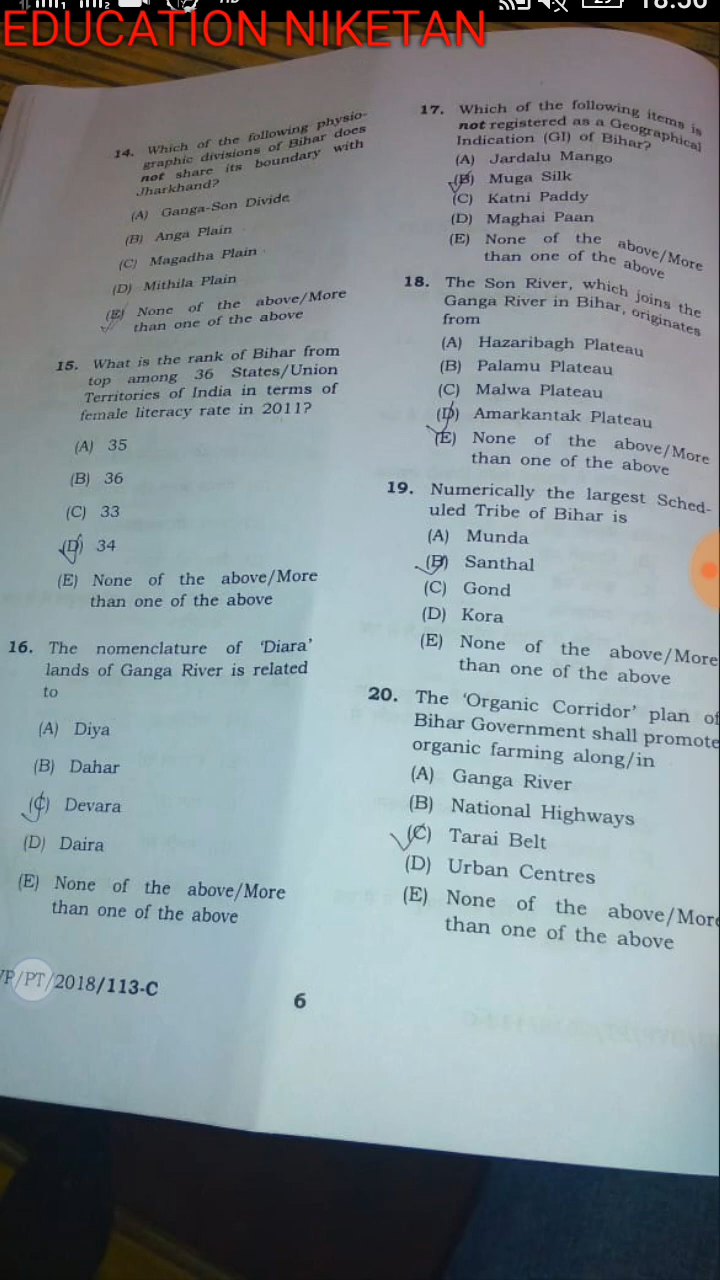 18:56
EDUCATION NIKETAN
14. Which of the following physio-
graphic divisions of Bihar does
not share its boundary with
Jharkhand?
(A) Ganga-Son Divide
(B) Anga Plain
(C) Magadha Plain
(D) Mithila Plain
(E) None of the above/More
than one of the above
15. What is the rank of Bihar from
top among 36 States/Union
Territories of India in terms of
female literacy rate in 2011?
(A) 35
(B) 36
(C) 33
(D) 34
(E) None of the above/More
than one of the above
16. The nomenclature of ‘Diara’
lands of Ganga River is related
to
(A) Diya
(B) Dahar
(C) Devara
(D) Daira
(E) None of the above/More
than one of the above
17. Which of the following items is
not registered as a Geographical
Indication (GI) of Bihar?
(A) Jardalu Mango
(B) Muga Silk
(C) Katni Paddy
(D) Maghai Paan
(E) None of the above/More
than one of the above
18. The Son River, which joins the
Ganga River in Bihar, originates
from
(A) Hazaribagh Plateau
(B) Palamu Plateau
(C) Malwa Plateau
(D) Amarkantak Plateau
(E) None of the above/More
than one of the above
19. Numerically the largest Sched-
uled Tribe of Bihar is
(A) Munda
(B) Santhal
(C) Gond
(D) Kora
(E) None of the above/More
than one of the above
20. The ‘Organic Corridor’ plan of
Bihar Government shall promote
organic farming along/in
(A) Ganga River
(B) National Highways
(C) Tarai Belt
(D) Urban Centres
(E) None of the above/More
than one of the above
/PT/2018/113-C
6